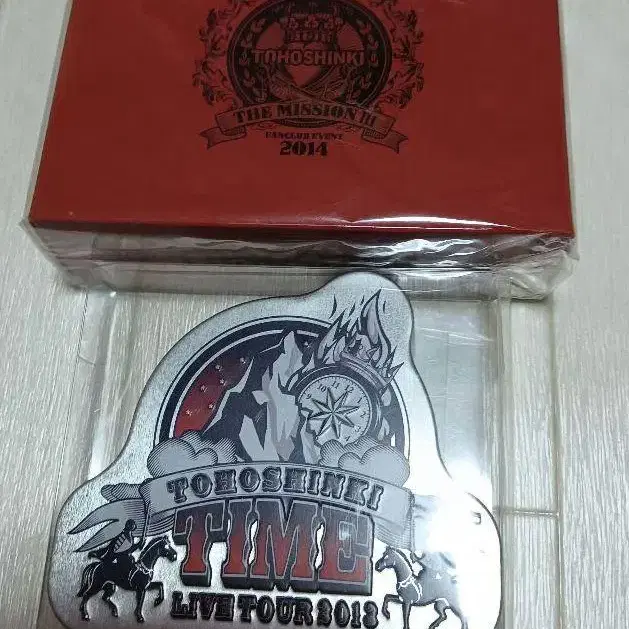 TOHOSHINKI
THE MISSION III
FANCLUB EVENT
2014
TOHOSHINKI
TIME
LIVE TOUR 2013